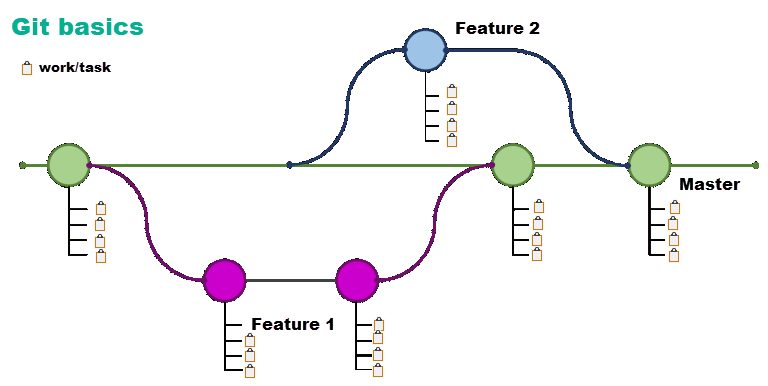 Git basics
Feature 2
work/task
Master
Feature 1